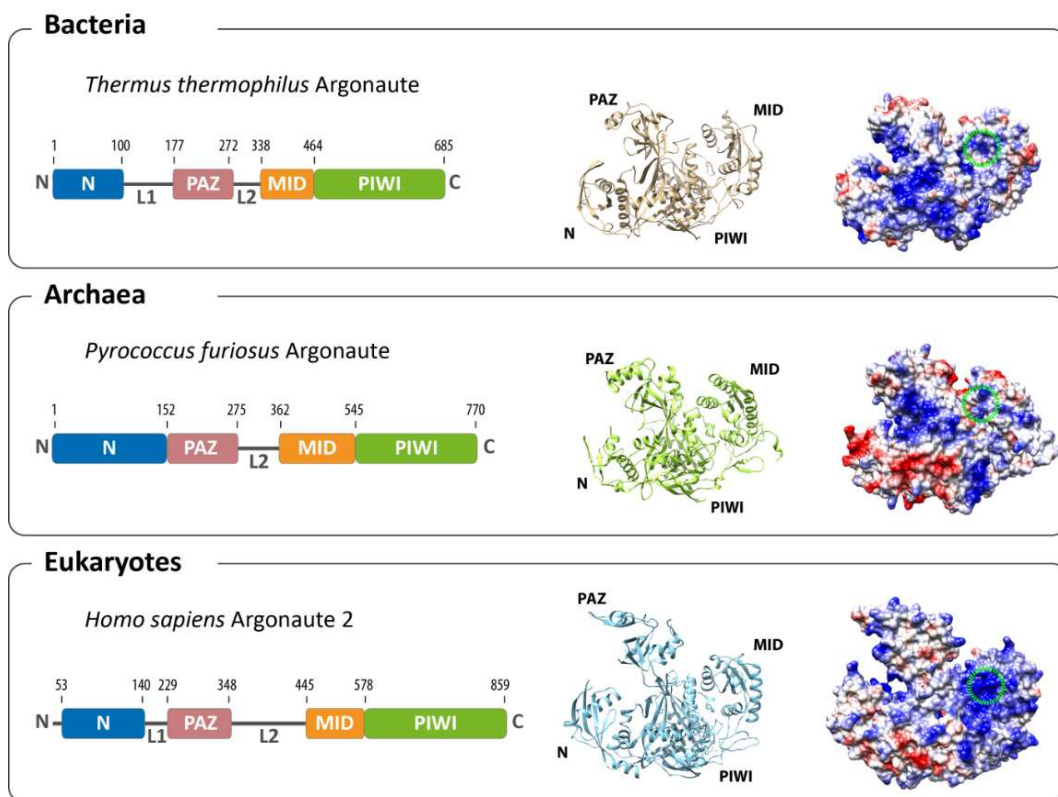 Bacteria
Thermus thermophilus Argonaute
1 100 177 272 338 464 685
N N L1 PAZ L2 MID PIWI C
PAZ
MID
N
PIWI
Archaea
Pyrococcus furiosus Argonaute
1 152 275 362 545 770
N N PAZ L2 MID PIWI C
PAZ
MID
N
PIWI
Eukaryotes
Homo sapiens Argonaute 2
53 140 229 348 445 578 859
N N L1 PAZ L2 MID PIWI C
PAZ
MID
N
PIWI